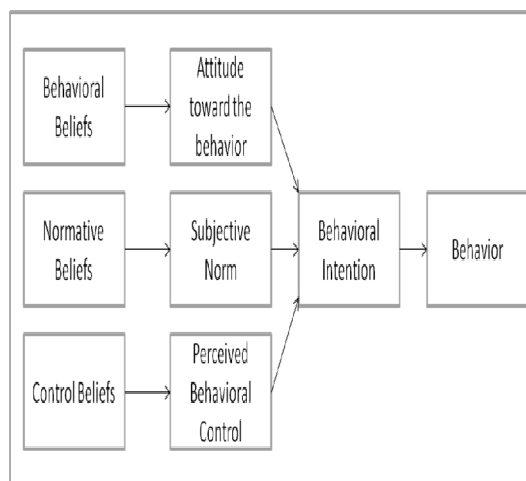 Behavioral
Beliefs
Attitude
toward the
behavior
Normative
Beliefs
Subjective
Norm
Behavioral
Intention
Behavior
Control Beliefs
Perceived
Behavioral
Control